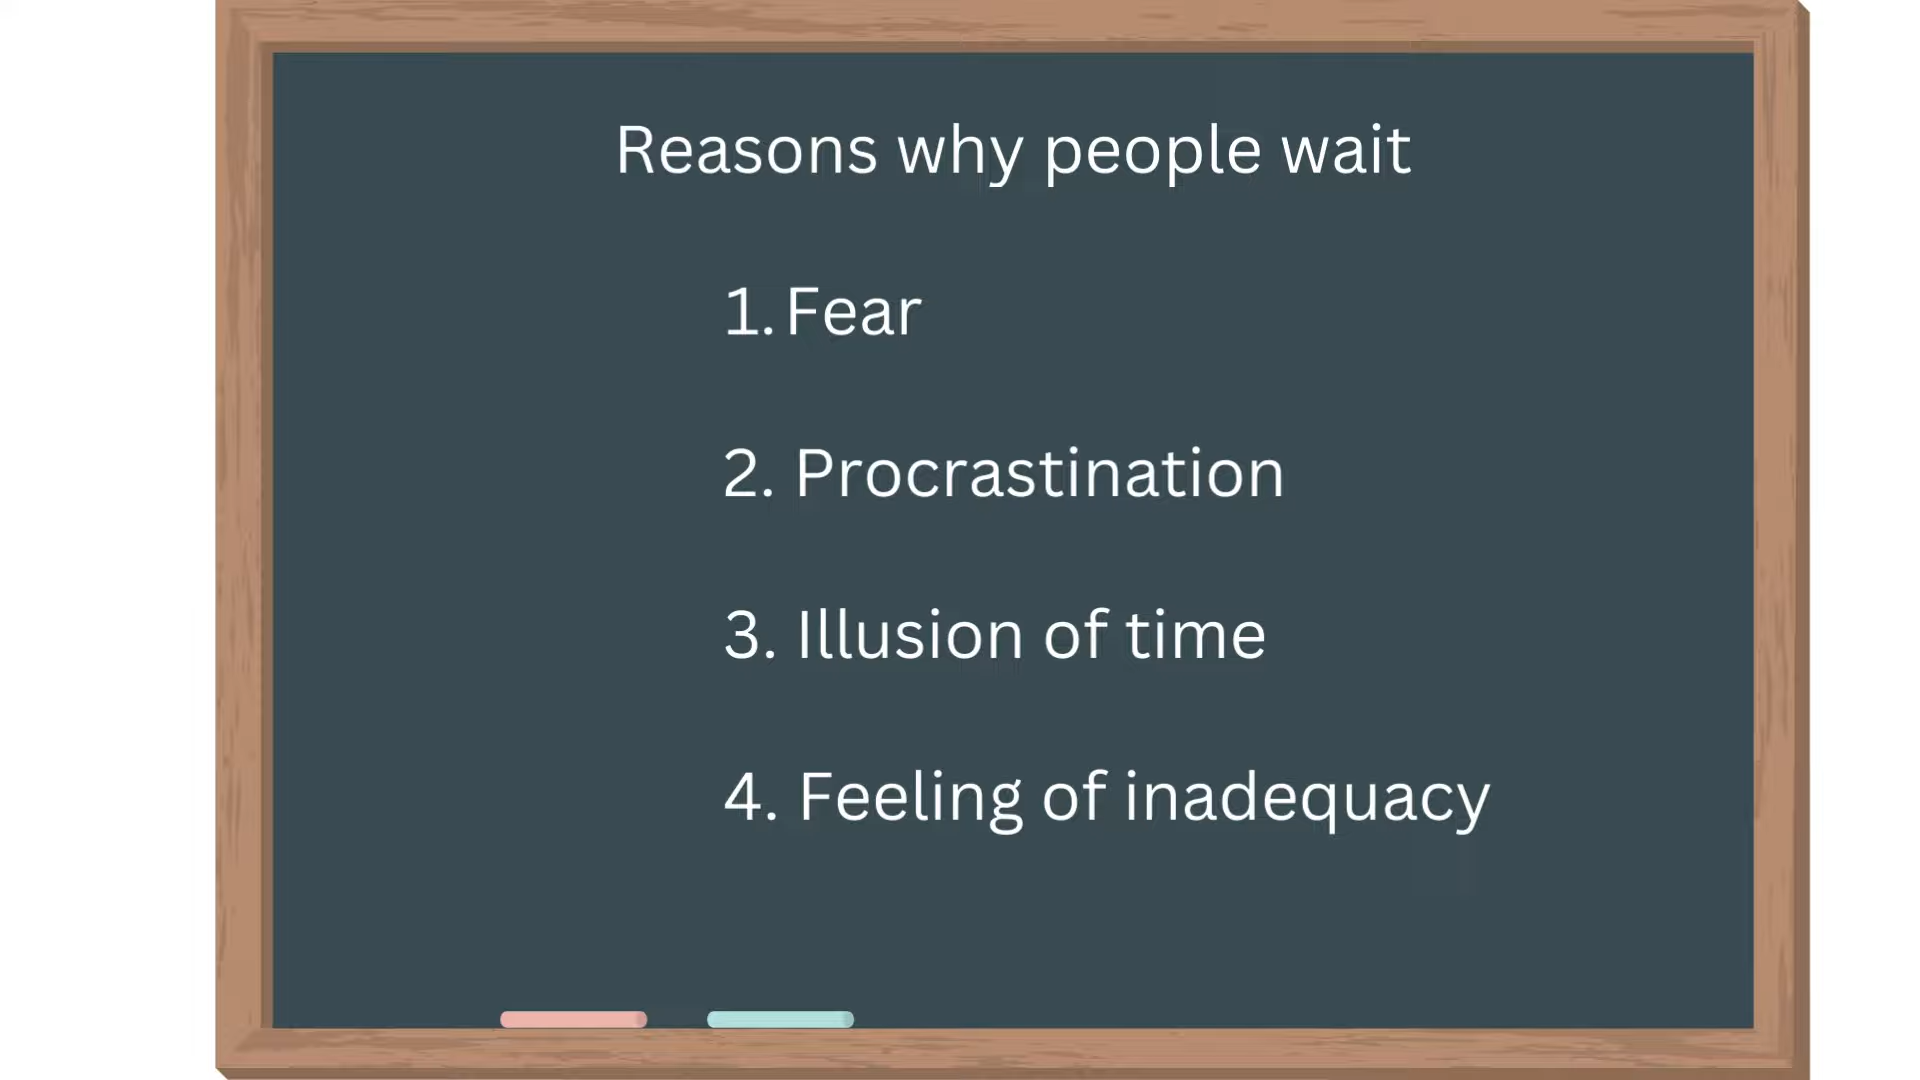 Reasons why people wait
1. Fear
2. Procrastination
3. Illusion of time
4. Feeling of inadequacy